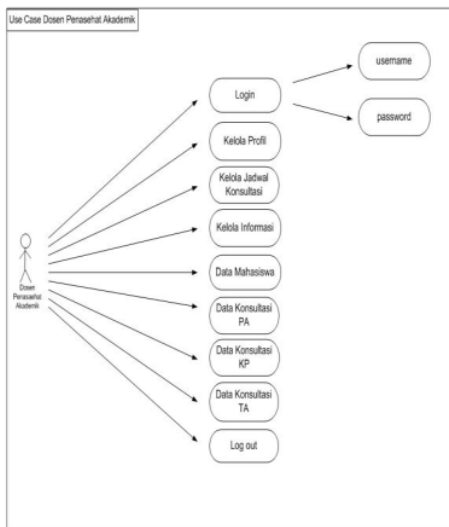 Use Case Dosen Penasehat Akademik
username
Login
password
Kelola Profil
Kelola Jadwal
Konsultasi
Kelola Informasi
Dosen
Penasaehat
Akademik
Data Mahasiswa
Data Konsultasi
PA
Data Konsultasi
KP
Data Konsultasi
TA
Log out